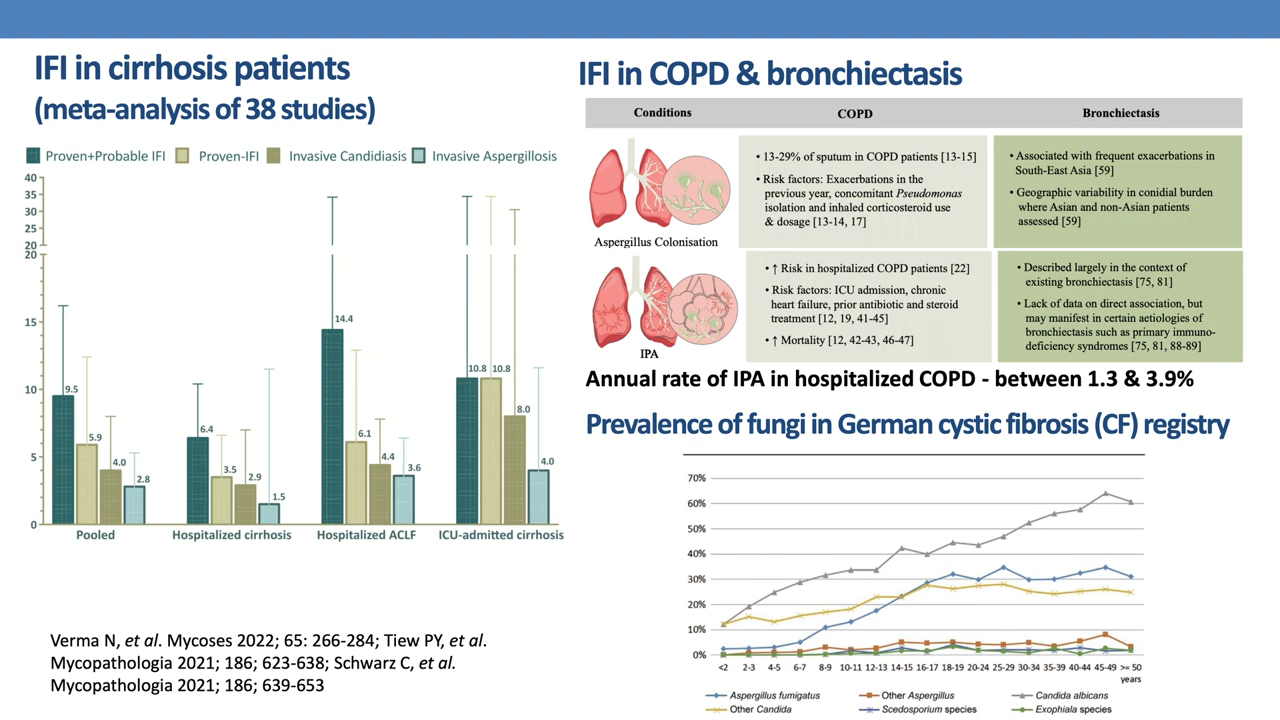 IFI in cirrhosis patients
(meta-analysis of 38 studies)
Proven+Probable IFI
Proven-IFI
Invasive Candidiasis
Invasive Aspergillosis
40
35
30
25
20
20
15
10
5
0
9.5
5.9
4.0
2.8
6.4
3.5
2.9
1.5
14.4
6.1
4.4
3.6
10.8
10.8
8.0
4.0
Pooled
Hospitalized cirrhosis
Hospitalized ACLF
ICU-admitted cirrhosis
Verma N, et al. Mycoses 2022; 65: 266-284; Tiew PY, et al.
Mycopathologia 2021; 186; 623-638; Schwarz C, et al.
Mycopathologia 2021; 186; 639-653
IFI in COPD & bronchiectasis
Conditions
COPD
Bronchiectasis
Aspergillus Colonisation
• 13-29% of sputum in COPD patients [13-15]
• Risk factors: Exacerbations in the
previous year, concomitant Pseudomonas
isolation and inhaled corticosteroid use
& dosage [13-14, 17]
• Associated with frequent exacerbations in
South-East Asia [59]
• Geographic variability in conidial burden
where Asian and non-Asian patients
assessed [59]
IPA
• ↑ Risk in hospitalized COPD patients [22]
• Risk factors: ICU admission, chronic
heart failure, prior antibiotic and steroid
treatment [12, 19, 41-45]
• ↑ Mortality [12, 42-43, 46-47]
• Described largely in the context of
existing bronchiectasis [75, 81]
• Lack of data on direct association, but
may manifest in certain aetiologies of
bronchiectasis such as primary immuno-
deficiency syndromes [75, 81, 88-89]
Annual rate of IPA in hospitalized COPD - between 1.3 & 3.9%
Prevalence of fungi in German cystic fibrosis (CF) registry
70%
60%
50%
40%
30%
20%
10%
0%
<2 2-3 4-5 6-7 8-9 10-11 12-13 14-15 16-17 18-19 20-24 25-29 30-34 35-39 40-44 45-49 >= 50
years
Aspergillus fumigatus
Other Aspergillus
Candida albicans
Other Candida
Scedosporium species
Exophiala species